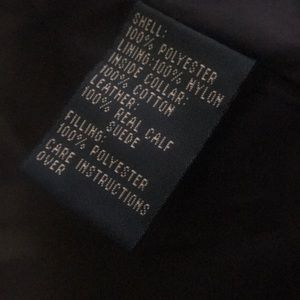 SHELL:
100% POLYESTER
LINING:100% NYLON
INSIDE COLLAR:
100% COTTON
LEATHER:
100% REAL CALF
SUEDE
FILLING:
100% POLYESTER
CARE INSTRUCTIONS
OVER